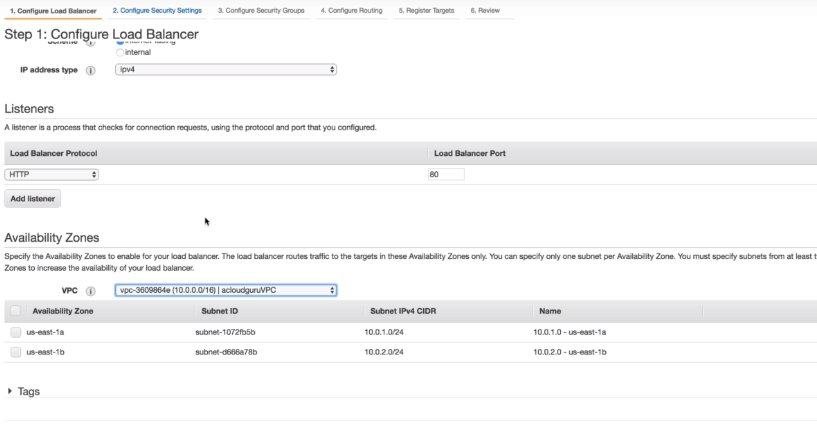 1. Configure Load Balancer 2. Configure Security Settings 3. Configure Security Groups 4. Configure Routing 5. Register Targets 6. Review
Step 1: Configure Load Balancer
Scheme internet-facing
internal
IP address type ipv4
Listeners
A listener is a process that checks for connection requests, using the protocol and port that you configured.
Load Balancer Protocol Load Balancer Port
HTTP 80
Add listener
Availability Zones
Specify the Availability Zones to enable for your load balancer. The load balancer routes traffic to the targets in these Availability Zones only. You can specify only one subnet per Availability Zone. You must specify subnets from at least
Zones to increase the availability of your load balancer.
VPC vpc-3609864e (10.0.0.0/16) | acloudguruVPC
Availability Zone Subnet ID Subnet IPv4 CIDR Name
us-east-1a subnet-1072fb5b 10.0.1.0/24 10.0.1.0 - us-east-1a
us-east-1b subnet-d666a78b 10.0.2.0/24 10.0.2.0 - us-east-1b
Tags